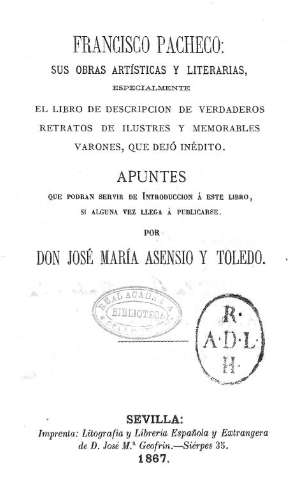 FRANCISCO PACHECO:
SUS OBRAS ARTÍSTICAS Y LITERARIAS,
ESPECIALMENTE
EL LIBRO DE DESCRIPCION DE VERDADEROS
RETRATOS DE ILUSTRES Y MEMORABLES
VARONES, QUE DEJÓ INÉDITO.
APUNTES
QUE PODRAN SERVIR DE INTRODUCCION Á ESTE LIBRO,
SI ALGUNA VEZ LLEGA Á PUBLICARSE.
POR
DON JOSÉ MARÍA ASENSIO Y TOLEDO.
BIBLIOTECA
R.
A.D.L.
H.
SEVILLA:
Imprenta: Litografía y Librería Española y Extrangera
de D. José M.ª Geofrin.—Siérpes 35.
1867.